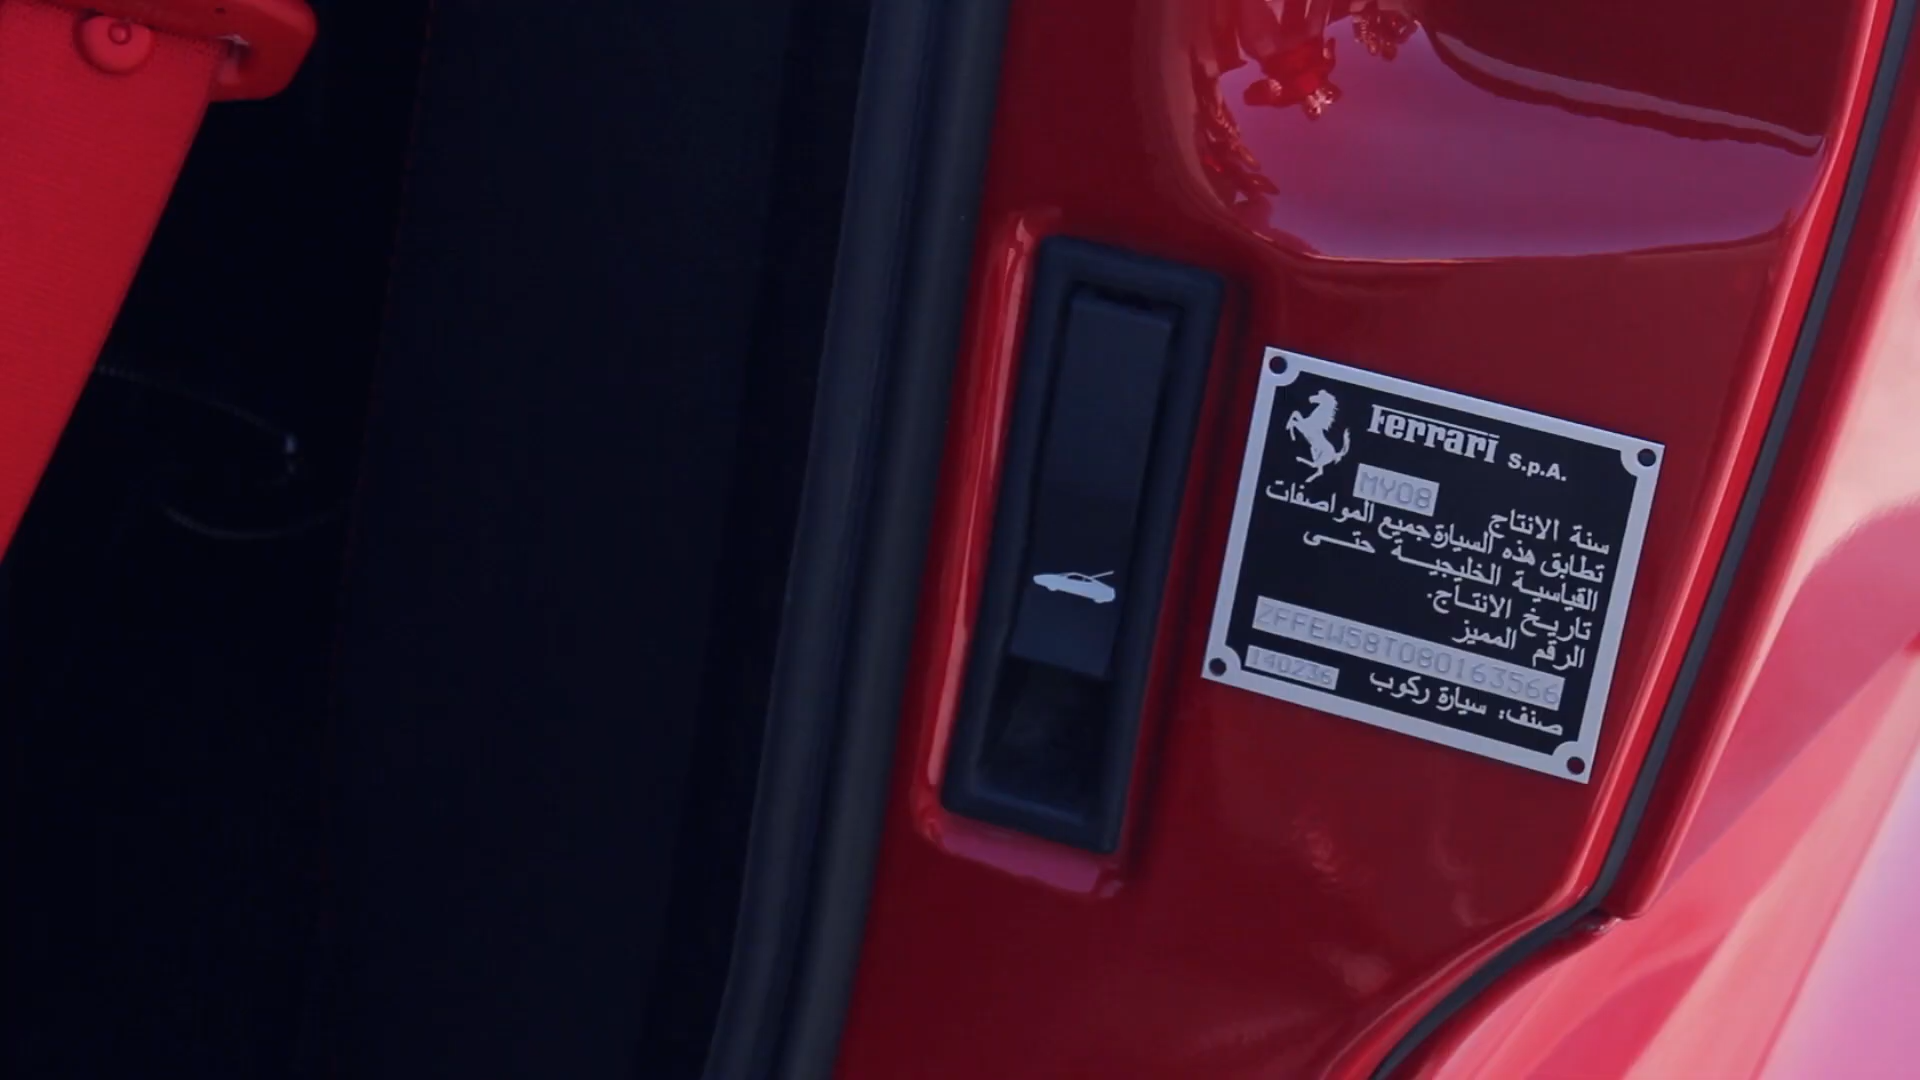 Ferrari S.p.A.
سنة الانتاج MY08
تطابق هذه السيارة جميع المواصفات
القياسية الخليجية حتى
تاريخ الانتاج.
الرقم المميز
ZFFEW58T080163566
صنف: سيارة ركوب 140236